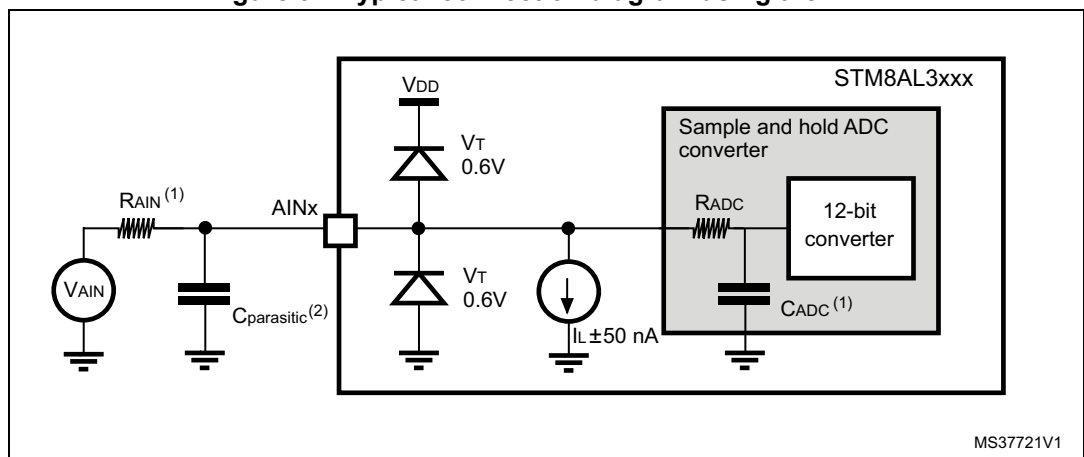 STM8AL3xxx
VDD
VT
0.6V
Sample and hold ADC
converter
RAIN (1)
AINx
RADC
12-bit
converter
VAIN
Cparasitic(2)
VT
0.6V
IL±50 nA
CADC (1)
MS37721V1